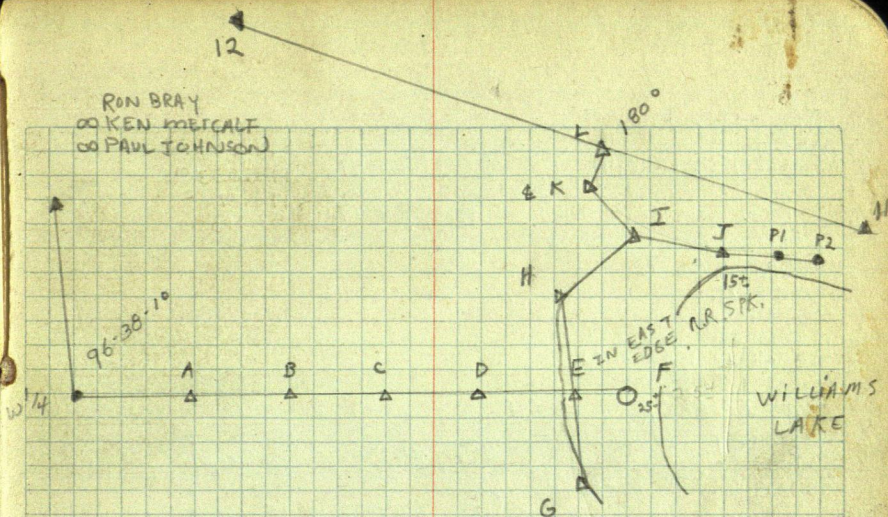 12
RON BRAY
∞ KEN METCALF
∞ PAUL JOHNSON
L 180°
K
I
J P1 P2
15±
H
96-38-10
IN EAST
EDGE R.R. SPK.
W 1/4 A B C D E F
25±
WILLIAMS
LAKE
G